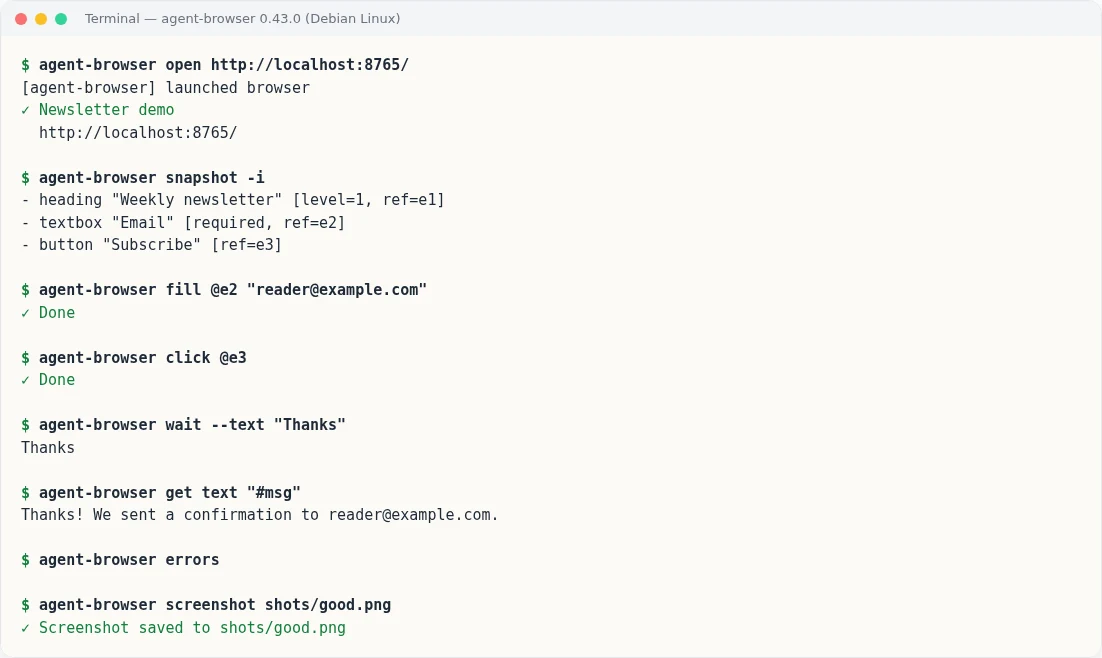 Terminal — agent-browser 0.43.0 (Debian Linux)
$ agent-browser open http://localhost:8765/
[agent-browser] launched browser
✓ Newsletter demo
  http://localhost:8765/
$ agent-browser snapshot -i
- heading "Weekly newsletter" [level=1, ref=e1]
- textbox "Email" [required, ref=e2]
- button "Subscribe" [ref=e3]
$ agent-browser fill @e2 "reader@example.com"
✓ Done
$ agent-browser click @e3
✓ Done
$ agent-browser wait --text "Thanks"
Thanks
$ agent-browser get text "#msg"
Thanks! We sent a confirmation to reader@example.com.
$ agent-browser errors
$ agent-browser screenshot shots/good.png
✓ Screenshot saved to shots/good.png